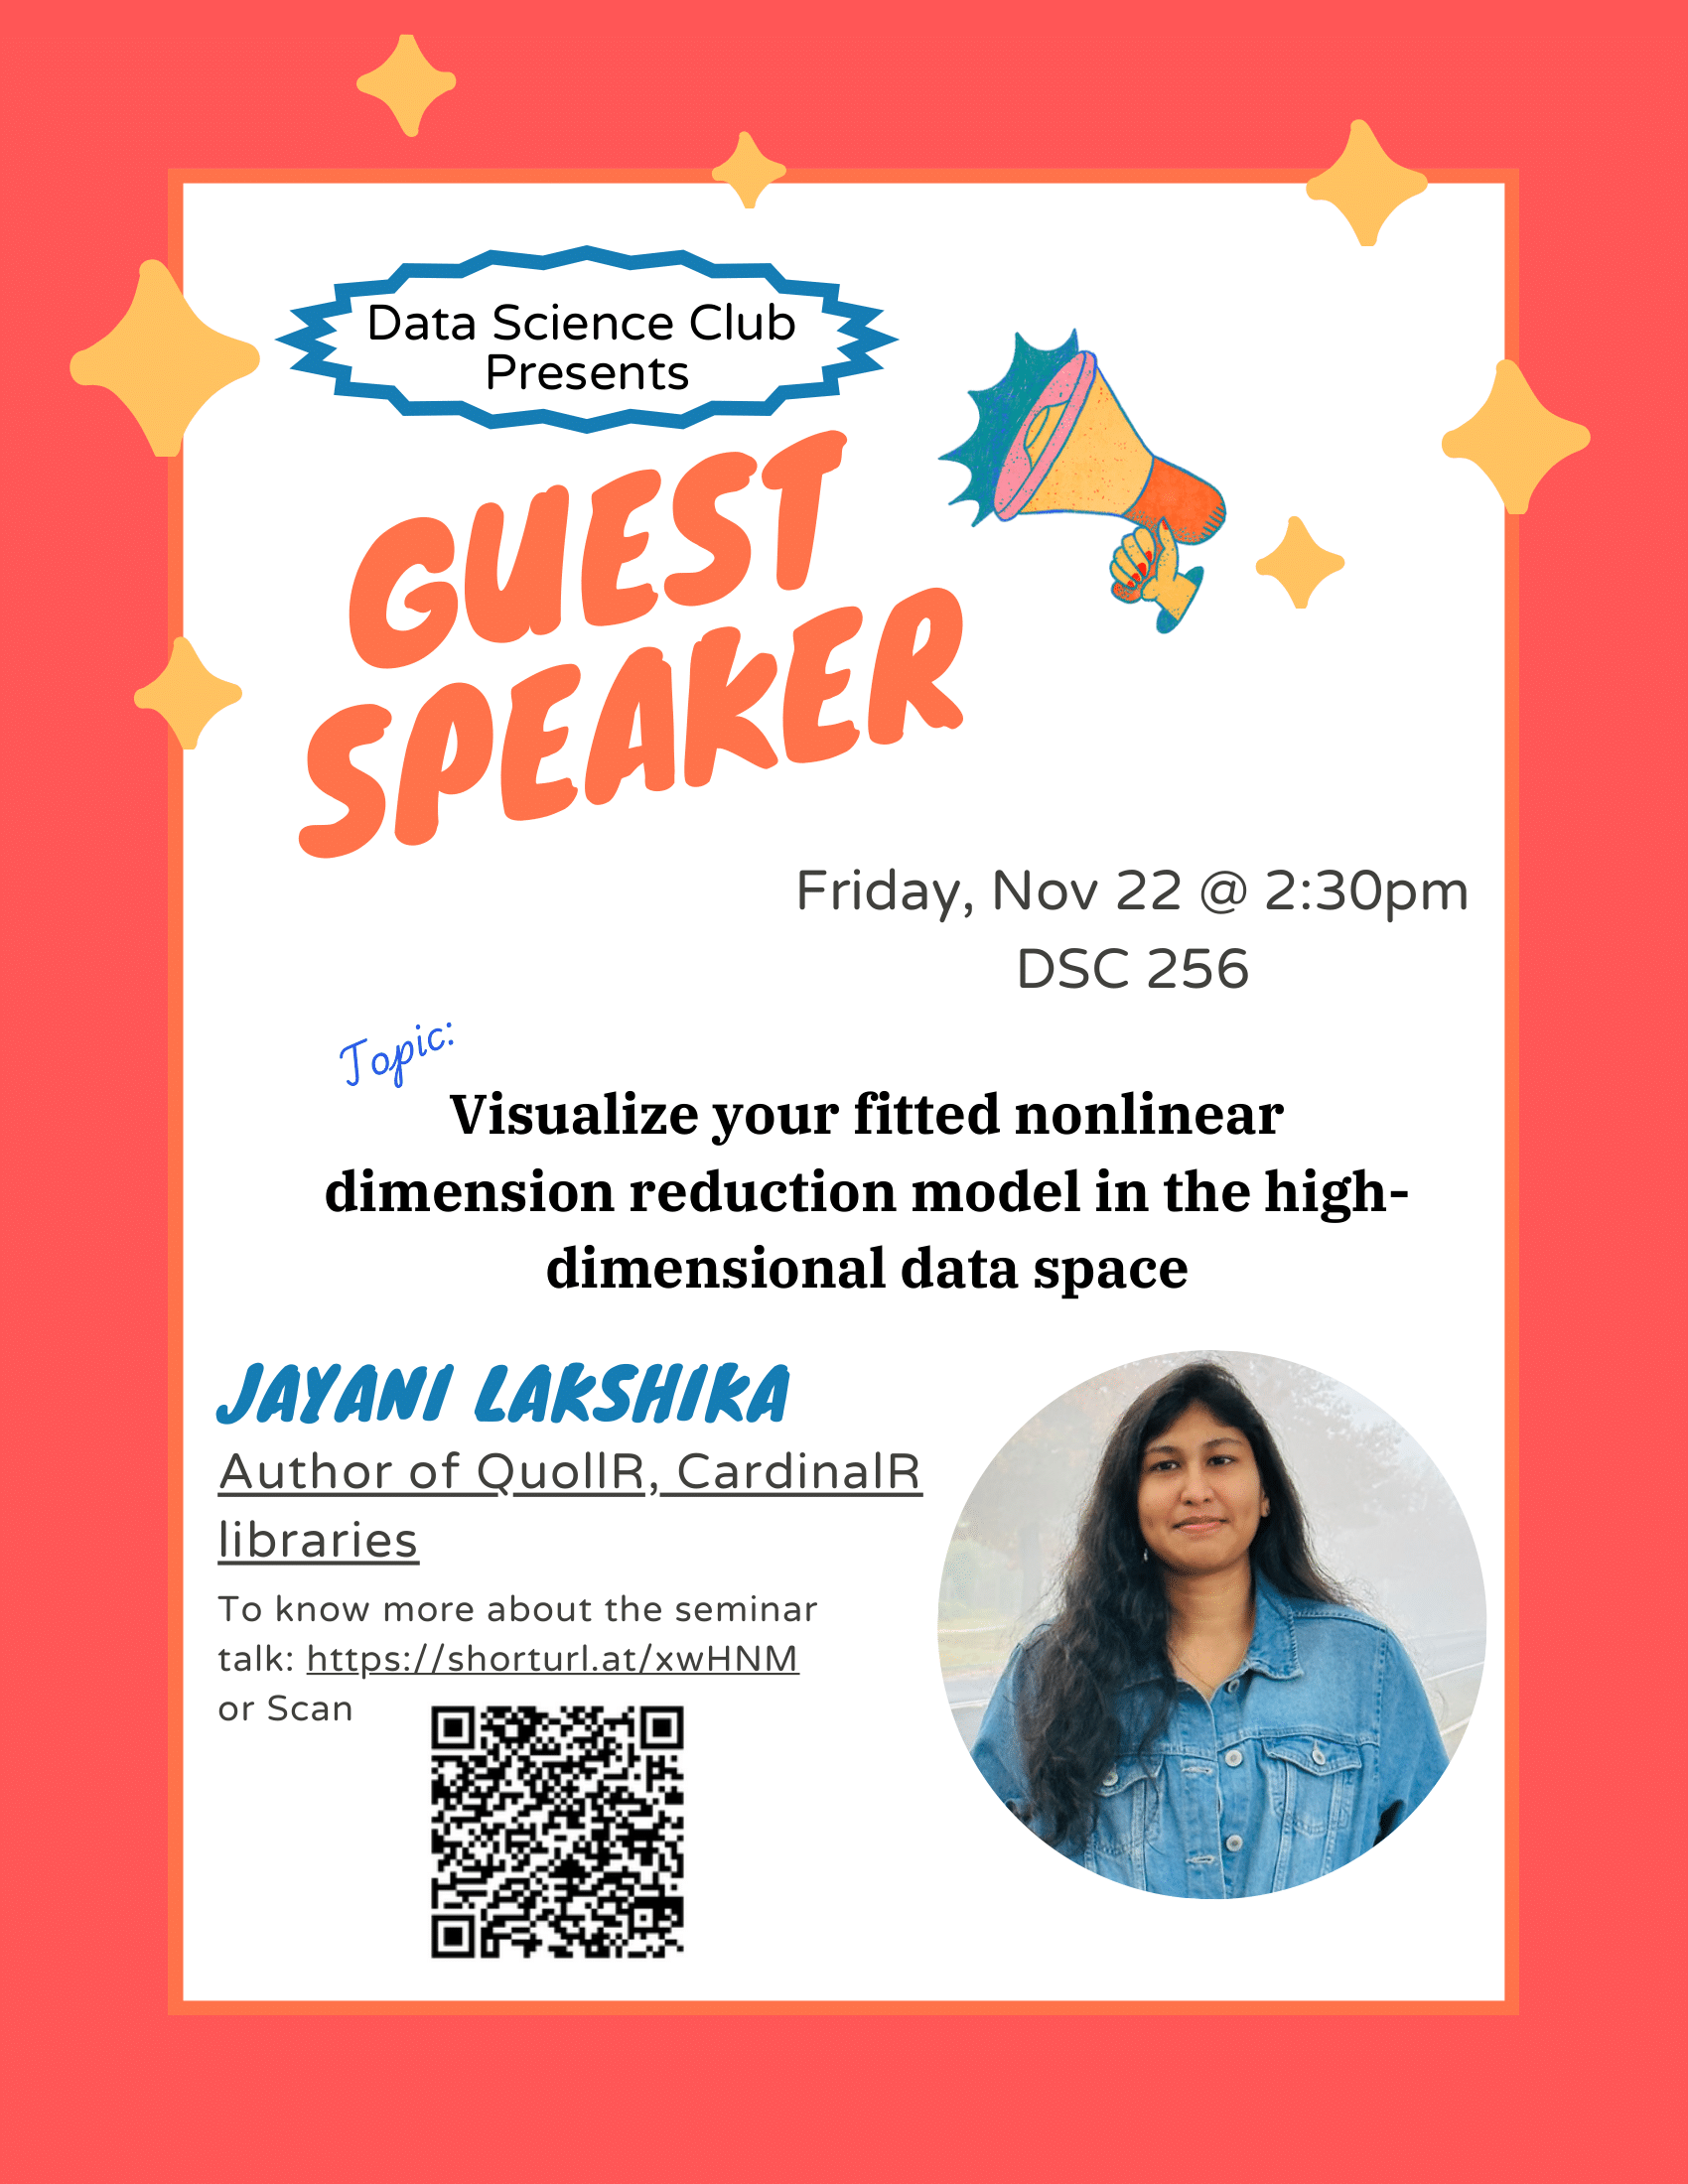 Data Science Club
Presents
GUEST
SPEAKER
Friday, Nov 22 @ 2:30pm
DSC 256
Topic:
Visualize your fitted nonlinear
dimension reduction model in the high-
dimensional data space
JAYANI LAKSHIKA
Author of QuollR, CardinalR
libraries
To know more about the seminar
talk: https://shorturl.at/xwHNM
or Scan